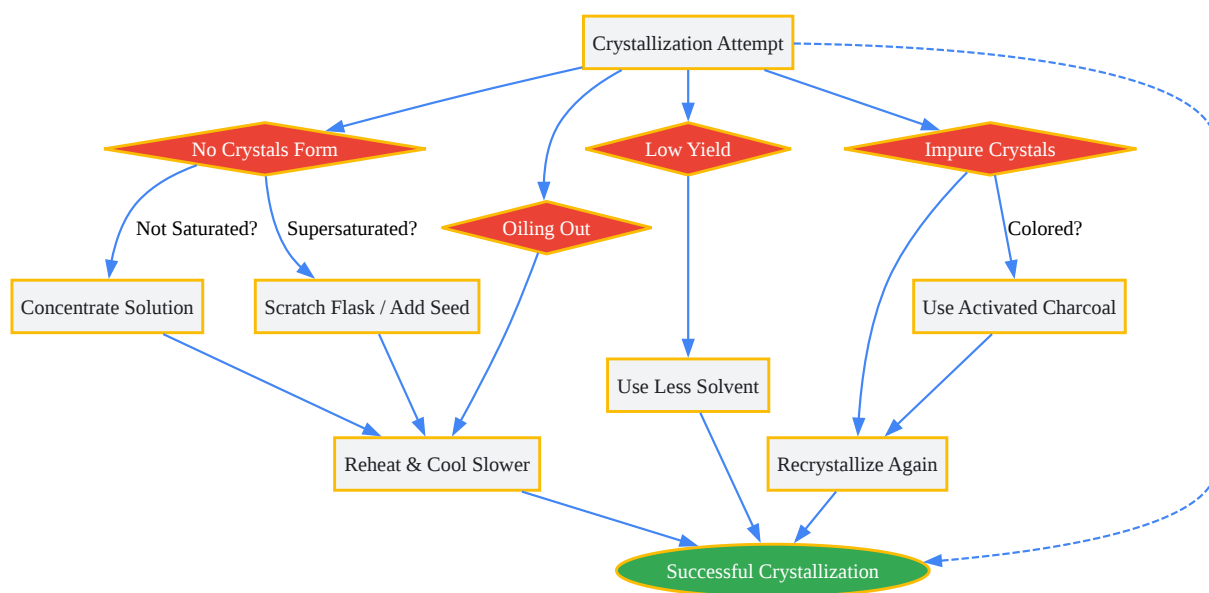 Crystallization Attempt
No Crystals Form
Low Yield
Impure Crystals
Not Saturated?
Supersaturated?
Oiling Out
Colored?
Concentrate Solution
Scratch Flask / Add Seed
Use Activated Charcoal
Use Less Solvent
Reheat & Cool Slower
Recrystallize Again
Successful Crystallization